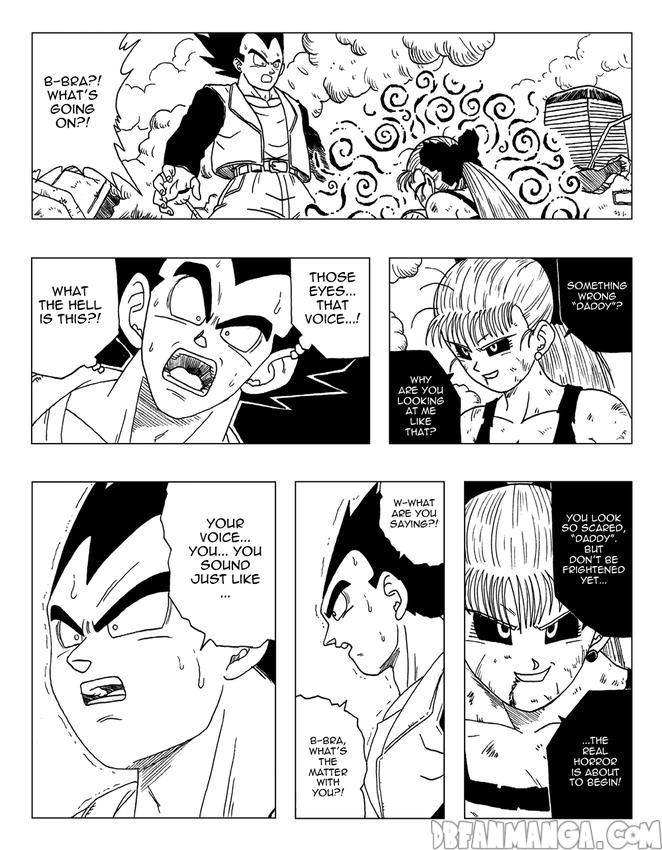 B-BRA?!
WHAT'S
GOING
ON?!
SOMETHING
WRONG
"DADDY"?
WHY
ARE YOU
LOOKING
AT ME
LIKE
THAT?
THOSE
EYES...
THAT
VOICE...!
WHAT
THE HELL
IS THIS?!
YOU LOOK
SO SCARED,
"DADDY".
BUT
DON'T BE
FRIGHTENED
YET...
...THE
REAL
HORROR
IS ABOUT
TO BEGIN!
W-WHAT
ARE YOU
SAYING?!
B-BRA,
WHAT'S
THE
MATTER
WITH
YOU?!
YOUR
VOICE...
YOU... YOU
SOUND
JUST LIKE
...
DBFANMANGA.COM